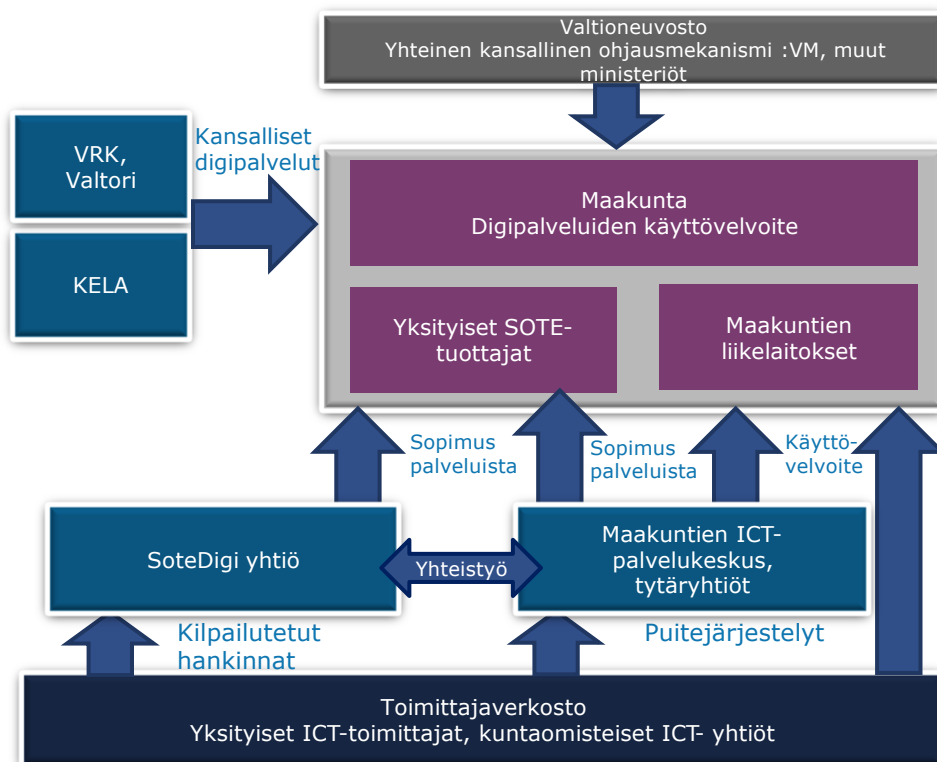 Valtioneuvosto
Yhteinen kansallinen ohjausmekanismi :VM, muut
ministeriöt
VRK,
Valtori
Kansalliset
digipalvelut
KELA
Maakunta
Digipalveluiden käyttövelvoite
Yksityiset SOTE-
tuottajat
Maakuntien
liikelaitokset
Sopimus
palveluista
Sopimus
palveluista
Käyttö-
velvoite
SoteDigi yhtiö
Yhteistyö
Maakuntien ICT-
palvelukeskus,
tytäryhtiöt
Kilpailutetut
hankinnat
Puitejärjestelyt
Toimittajaverkosto
Yksityiset ICT-toimittajat, kuntaomisteiset ICT- yhtiöt